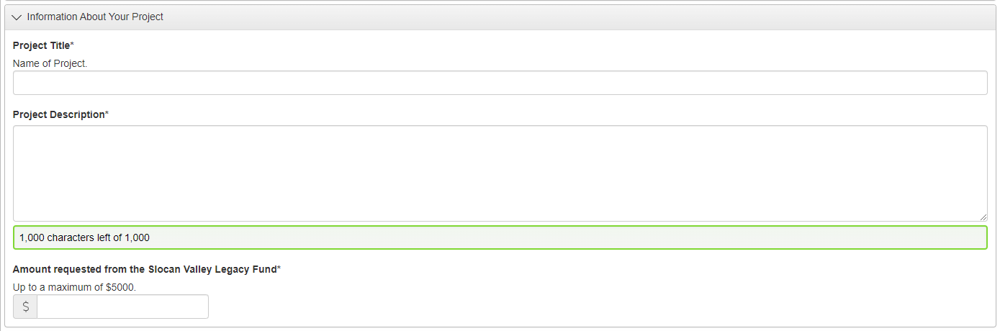 Information About Your Project
Project Title*
Name of Project.
Project Description*
1,000 characters left of 1,000
Amount requested from the Slocan Valley Legacy Fund*
Up to a maximum of $5000.
$